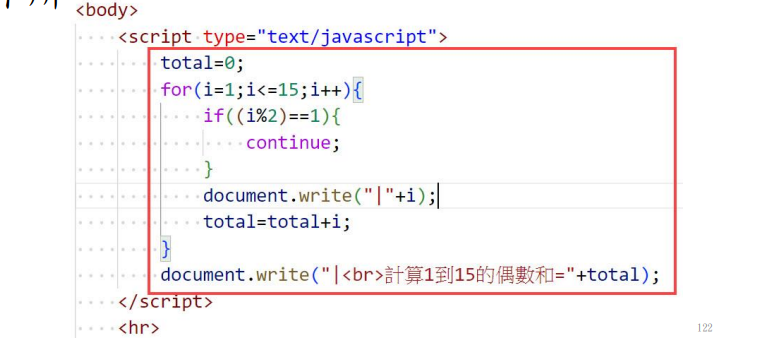 <body>
<script type="text/javascript">
total=0;
for(i=1;i<=15;i++){
if((i%2)==1){
continue;
}
document.write("|"+i);
total=total+i;
}
document.write("|<br>計算1到15的偶數和="+total);
</script>
<hr>
122